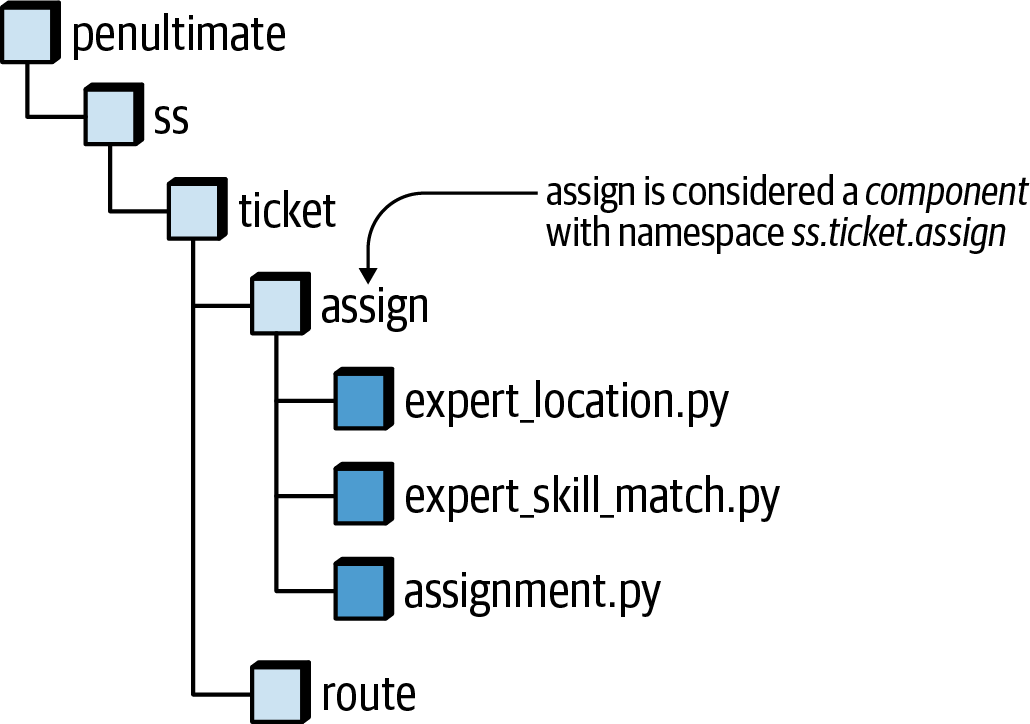 penultimate
ss
ticket
assign is considered a component
with namespace ss.ticket.assign
assign
expert_location.py
expert_skill_match.py
assignment.py
route